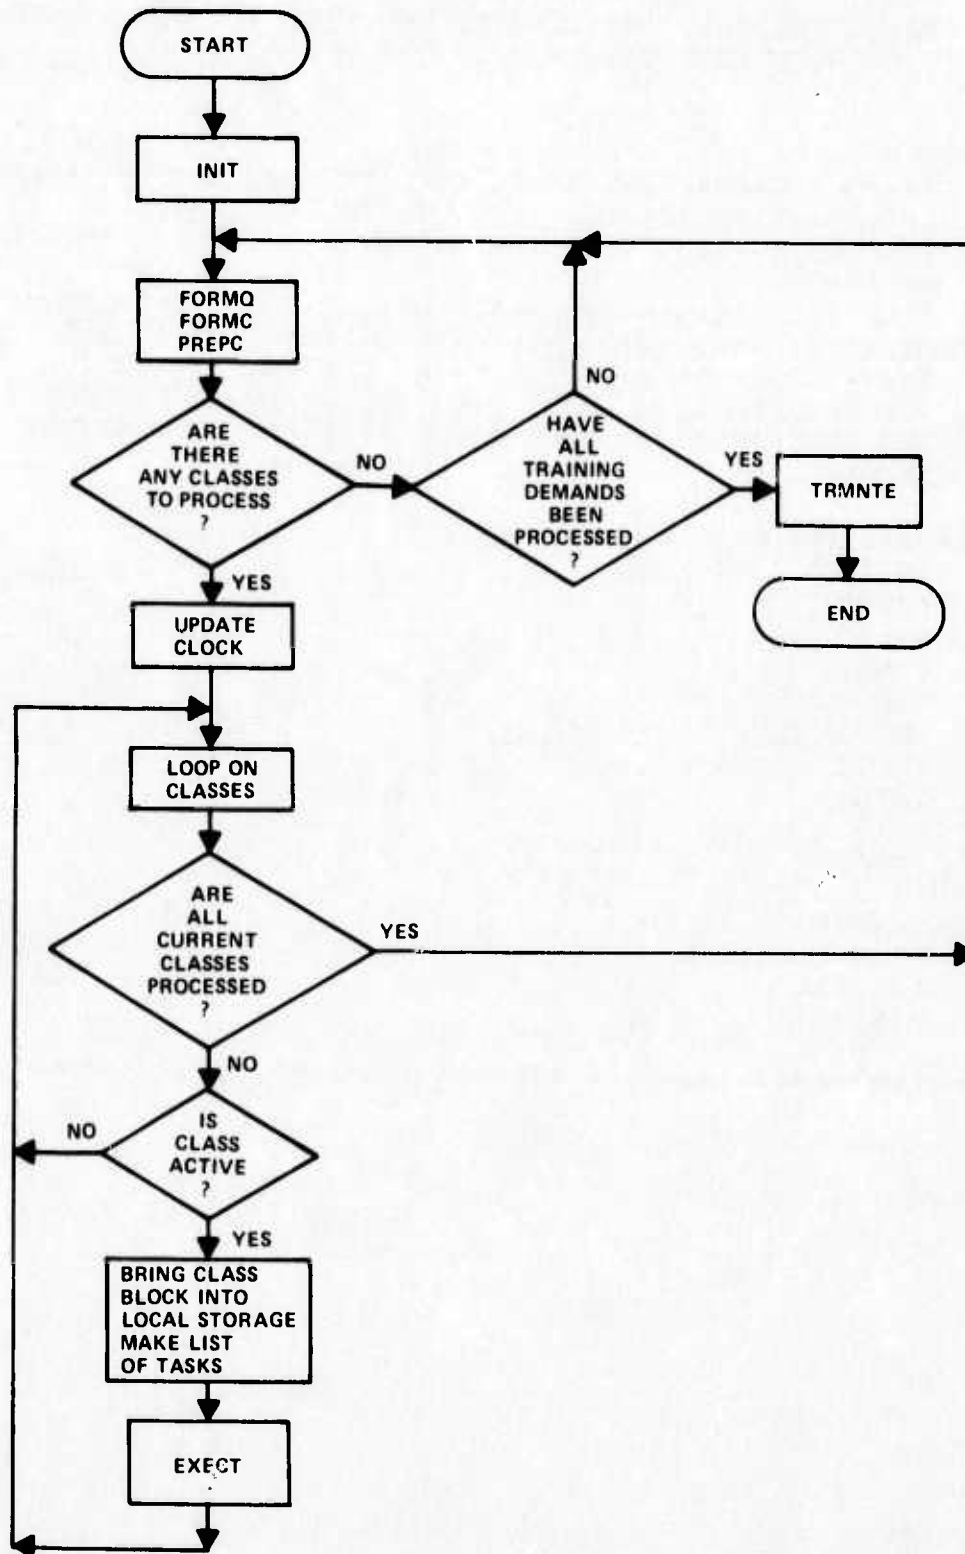 START
INIT
FORMQ
FORMC
PREPC
ARE
THERE
ANY CLASSES
TO PROCESS
?
NO
HAVE
ALL
TRAINING
DEMANDS
BEEN
PROCESSED
?
NO
YES
TRMNTE
END
YES
UPDATE
CLOCK
LOOP ON
CLASSES
ARE
ALL
CURRENT
CLASSES
PROCESSED
?
YES
NO
IS
CLASS
ACTIVE
?
NO
YES
BRING CLASS
BLOCK INTO
LOCAL STORAGE
MAKE LIST
OF TASKS
EXECT